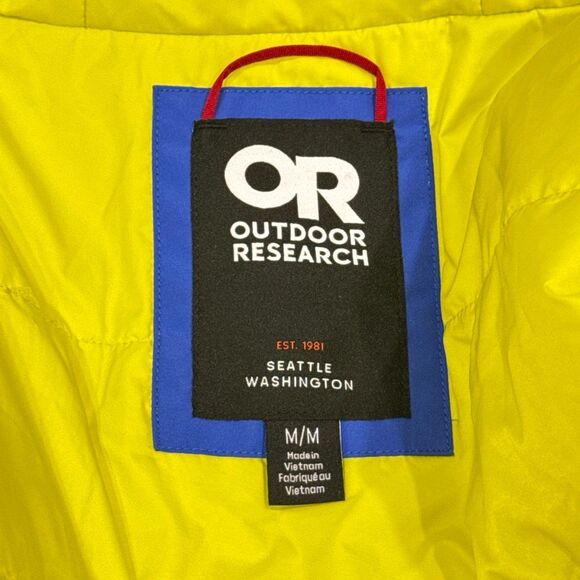 OR
OUTDOOR
RESEARCH
EST. 1981
SEATTLE
WASHINGTON
M/M
Made in
Vietnam
Fabriqué au
Vietnam